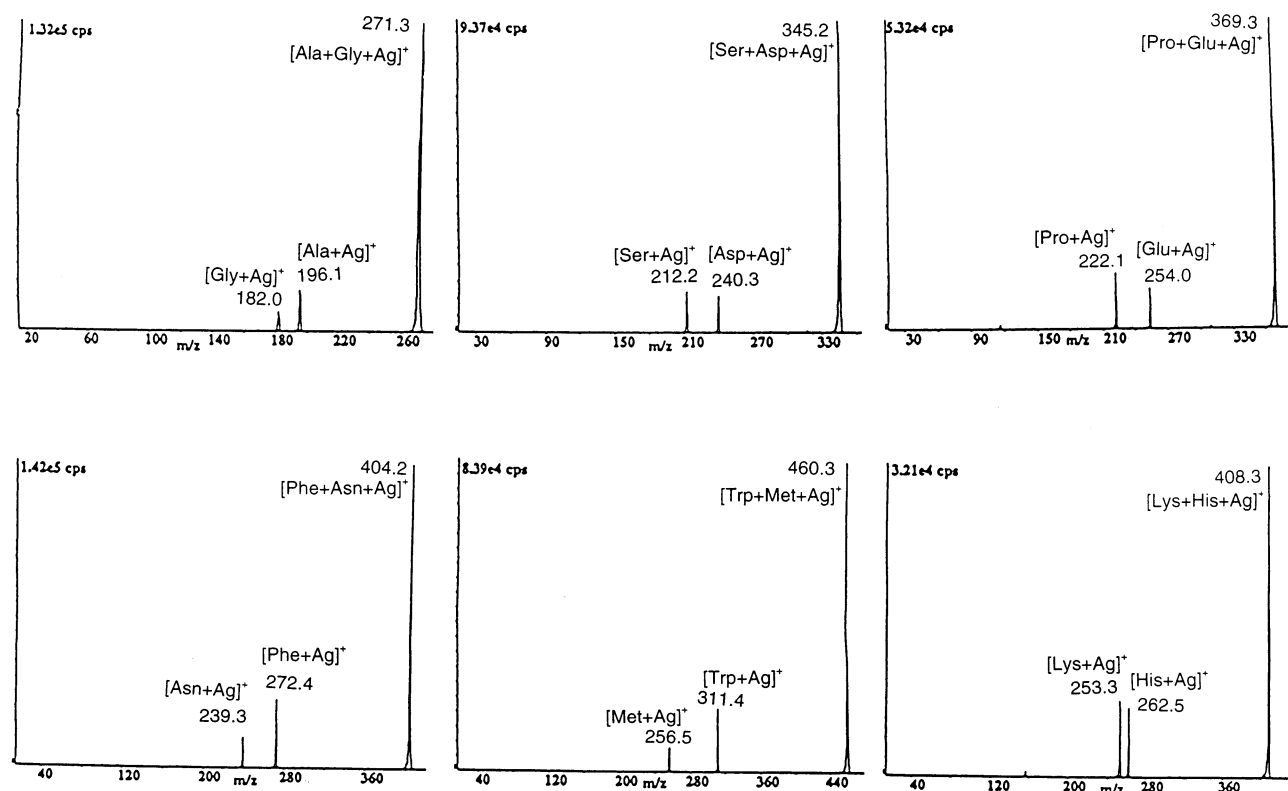 1.32e5 cps
271.3
[Ala+Gly+Ag]+
[Ala+Ag]+
[Gly+Ag]+
196.1
182.0
20 60 100 140 180 220 260
m/z
9.37e4 cps
345.2
[Ser+Asp+Ag]+
[Ser+Ag]+ [Asp+Ag]+
212.2 240.3
30 90 150 210 270 330
m/z
5.32e4 cps
369.3
[Pro+Glu+Ag]+
[Pro+Ag]+
[Glu+Ag]+
222.1
254.0
30 90 150 m/z 210 270 330
1.42e5 cps
404.2
[Phe+Asn+Ag]+
[Phe+Ag]+
272.4
[Asn+Ag]+
239.3
40 120 200 m/z 280 360
8.39e4 cps
460.3
[Trp+Met+Ag]+
[Trp+Ag]+
311.4
[Met+Ag]+
256.5
40 120 200 m/z 280 360 440
3.21e4 cps
408.3
[Lys+His+Ag]+
[Lys+Ag]+
253.3
[His+Ag]+
262.5
40 120 200 m/z 280 360